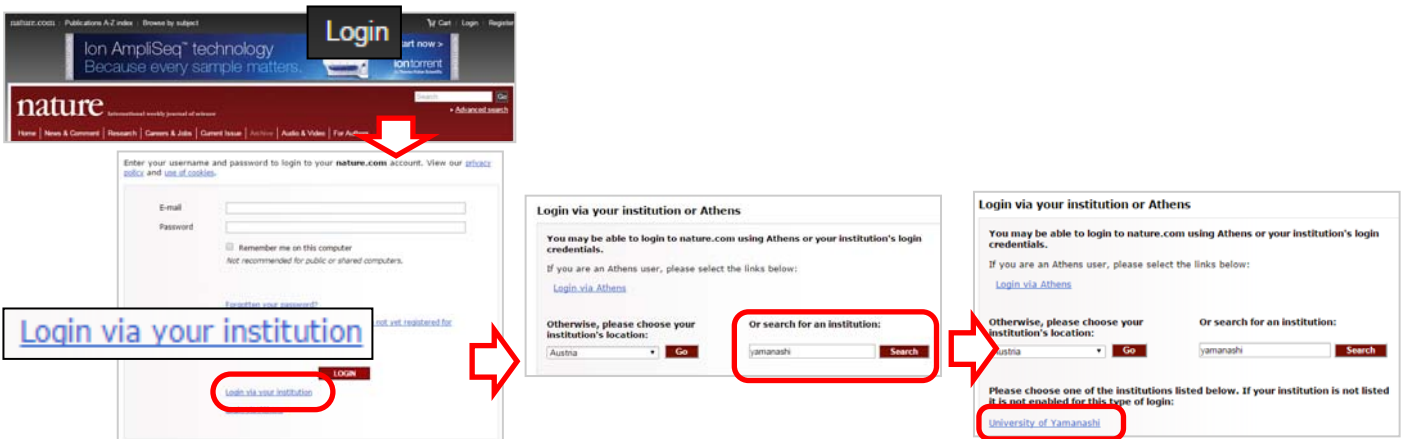 nature.com : Publications A-Z index : Browse by subject
Cart : Login : Register
Login
Ion AmpliSeq™ technology
Because every sample matters.
start now >
iontorrent
nature International weekly journal of science
Search Go
Advanced search
Home | News & Comment | Research | Careers & Jobs | Current Issue | Archive | Audio & Video | For Authors
Enter your username and password to login to your nature.com account. View our privacy
policy and use of cookies.
E-mail
Password
Remember me on this computer
Not recommended for public or shared computers.
Forgotten your password?
not yet registered for
Login via your institution
LOGIN
Login via your institution
Login via your institution or Athens
You may be able to login to nature.com using Athens or your institution's login
credentials.
If you are an Athens user, please select the links below:
Login via Athens
Otherwise, please choose your
institution's location:
Austria Go
Or search for an institution:
yamanashi Search
Login via your institution or Athens
You may be able to login to nature.com using Athens or your institution's login
credentials.
If you are an Athens user, please select the links below:
Login via Athens
Otherwise, please choose your
institution's location:
Austria Go
Or search for an institution:
yamanashi Search
Please choose one of the institutions listed below. If your institution is not listed
it is not enabled for this type of login:
University of Yamanashi